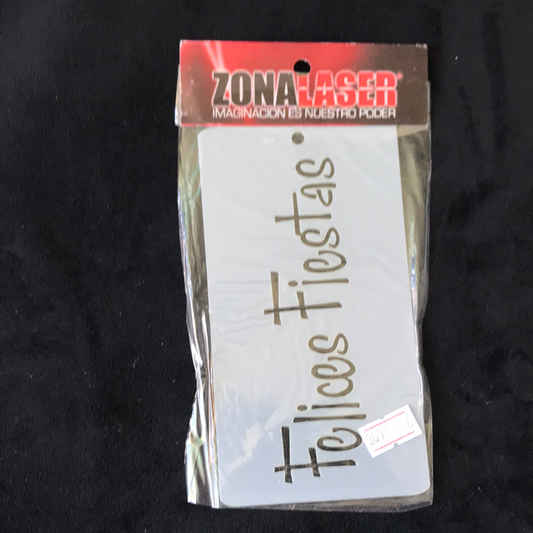 ZONALASER®
IMAGINACION ES NUESTRO PODER
Felices Fiestas